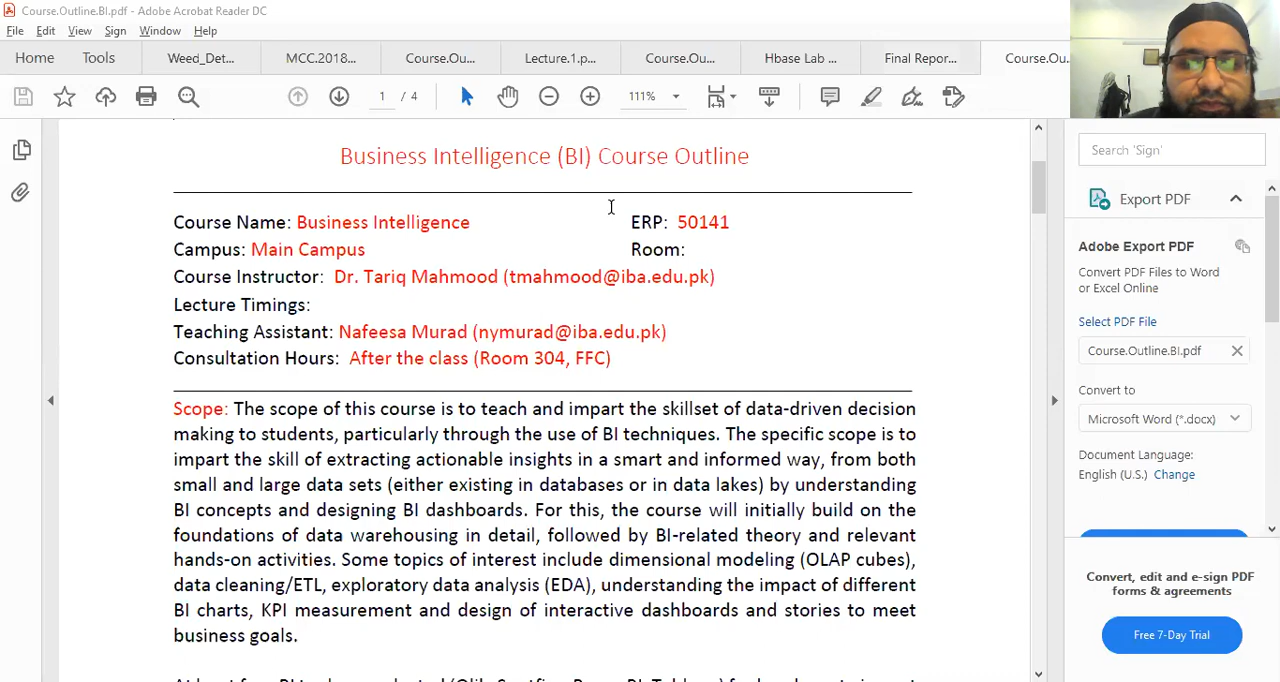 Course.Outline.BI.pdf - Adobe Acrobat Reader DC
File Edit View Sign Window Help
Home Tools Weed_Det... MCC.2018... Course.Ou... Lecture.1.p... Course.Ou... Hbase Lab ... Final Repor... Course.Ou...
1 / 4 111%
Business Intelligence (BI) Course Outline
Course Name: Business Intelligence ERP: 50141
Campus: Main Campus Room:
Course Instructor: Dr. Tariq Mahmood (tmahmood@iba.edu.pk)
Lecture Timings:
Teaching Assistant: Nafeesa Murad (nymurad@iba.edu.pk)
Consultation Hours: After the class (Room 304, FFC)
Scope: The scope of this course is to teach and impart the skillset of data-driven decision
making to students, particularly through the use of BI techniques. The specific scope is to
impart the skill of extracting actionable insights in a smart and informed way, from both
small and large data sets (either existing in databases or in data lakes) by understanding
BI concepts and designing BI dashboards. For this, the course will initially build on the
foundations of data warehousing in detail, followed by BI-related theory and relevant
hands-on activities. Some topics of interest include dimensional modeling (OLAP cubes),
data cleaning/ETL, exploratory data analysis (EDA), understanding the impact of different
BI charts, KPI measurement and design of interactive dashboards and stories to meet
business goals.
Search 'Sign'
Export PDF
Adobe Export PDF
Convert PDF Files to Word
or Excel Online
Select PDF File
Course.Outline.BI.pdf
Convert to
Microsoft Word (*.docx)
Document Language:
English (U.S.) Change
Convert, edit and e-sign PDF
forms & agreements
Free 7-Day Trial